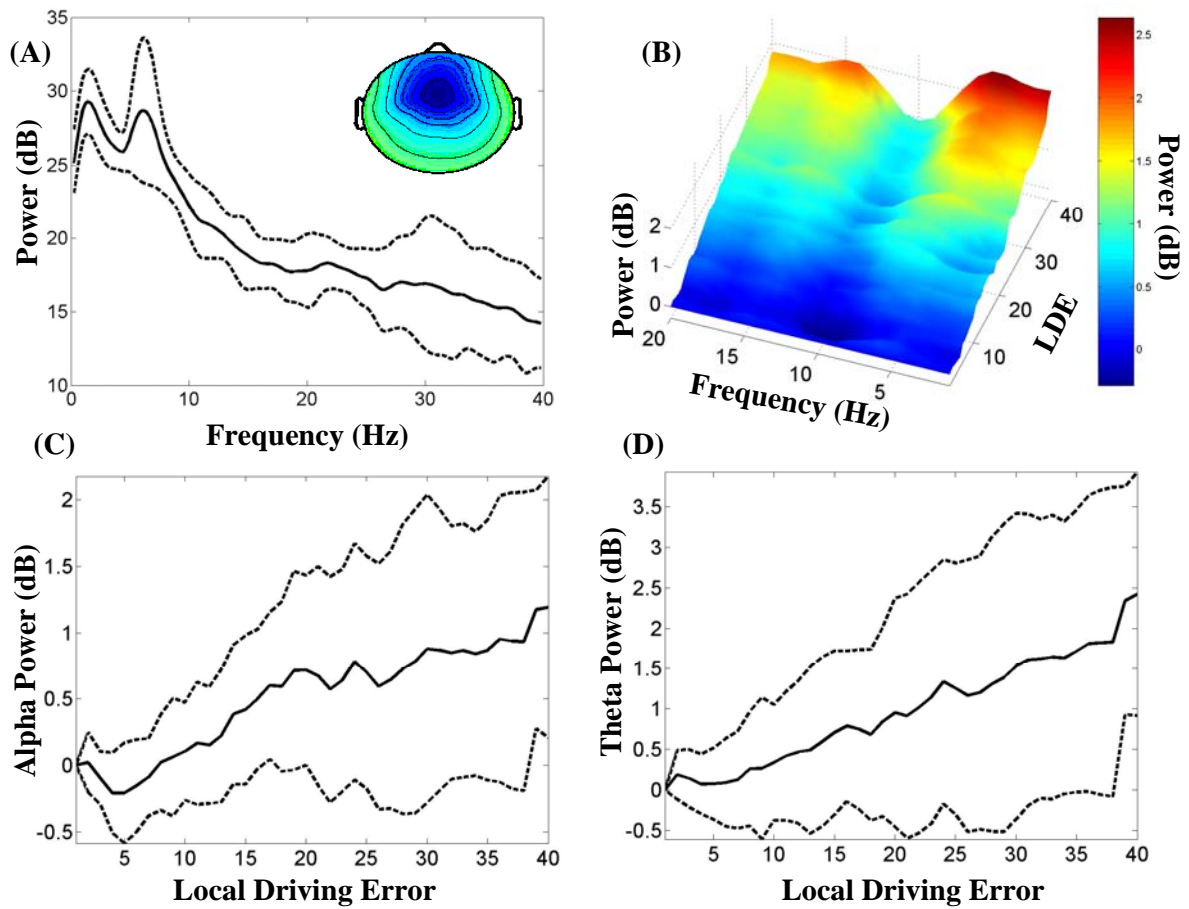 (A)
35
30
25
20
15
10
Power (dB)
0 10 20 30 40
Frequency (Hz)
(B)
2
1
0
Power (dB)
20 15 10 5
Frequency (Hz)
10 20 30 40
LDE
2.5
2
1.5
1
0.5
0
Power (dB)
(C)
2
1.5
1
0.5
0
-0.5
Alpha Power (dB)
5 10 15 20 25 30 35 40
Local Driving Error
(D)
3.5
3
2.5
2
1.5
1
0.5
0
-0.5
Theta Power (dB)
5 10 15 20 25 30 35 40
Local Driving Error